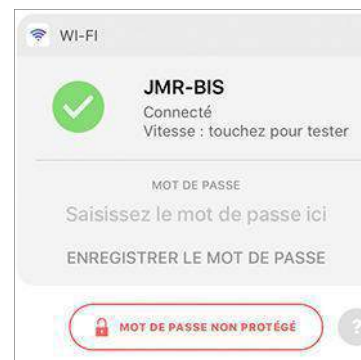 WI-FI
JMR-BIS
Connecté
Vitesse : touchez pour tester
MOT DE PASSE
Saisissez le mot de passe ici
ENREGISTRER LE MOT DE PASSE
MOT DE PASSE NON PROTÉGÉ
?